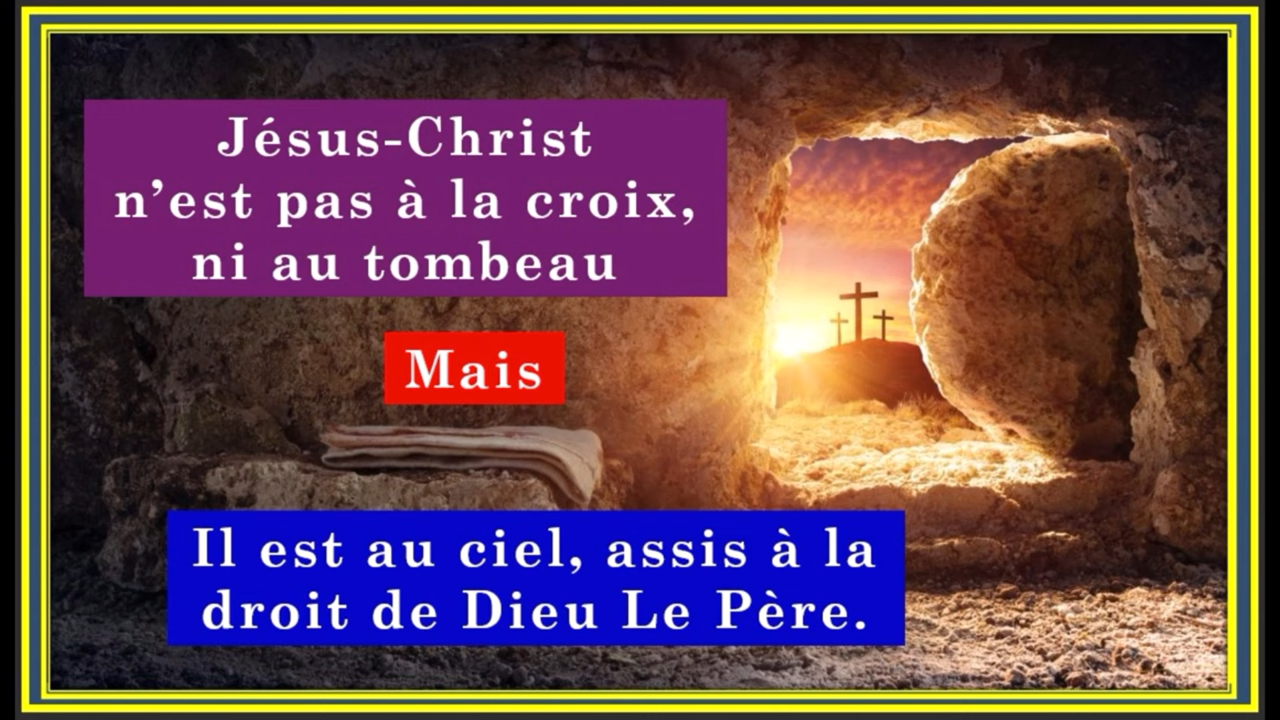 Jésus-Christ
n’est pas à la croix,
ni au tombeau
Mais
Il est au ciel, assis à la
droit de Dieu Le Père.